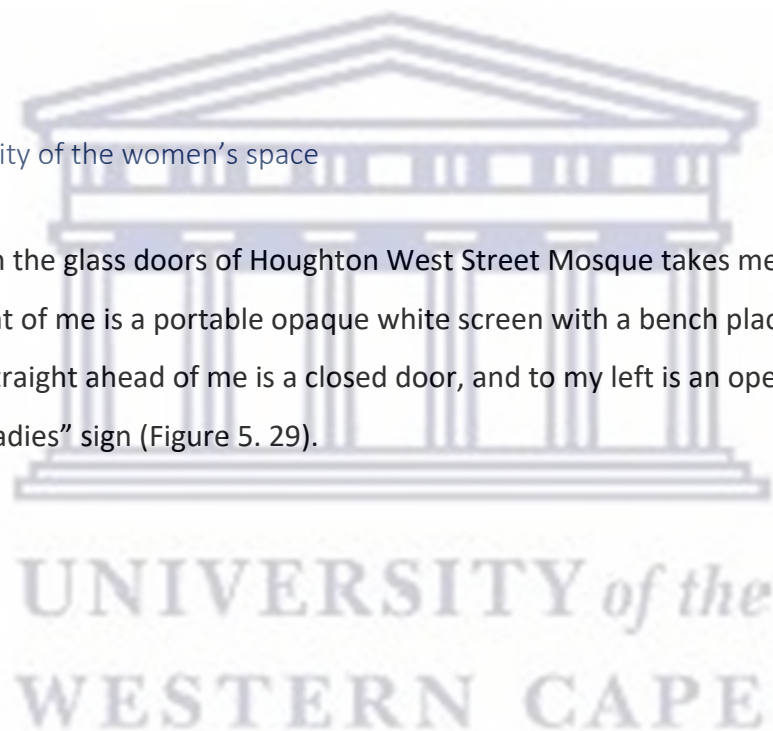 ity of the women’s space
n the glass doors of Houghton West Street Mosque takes me
nt of me is a portable opaque white screen with a bench plac
traight ahead of me is a closed door, and to my left is an ope
adies” sign (Figure 5. 29).
UNIVERSITY of the
WESTERN CAPE